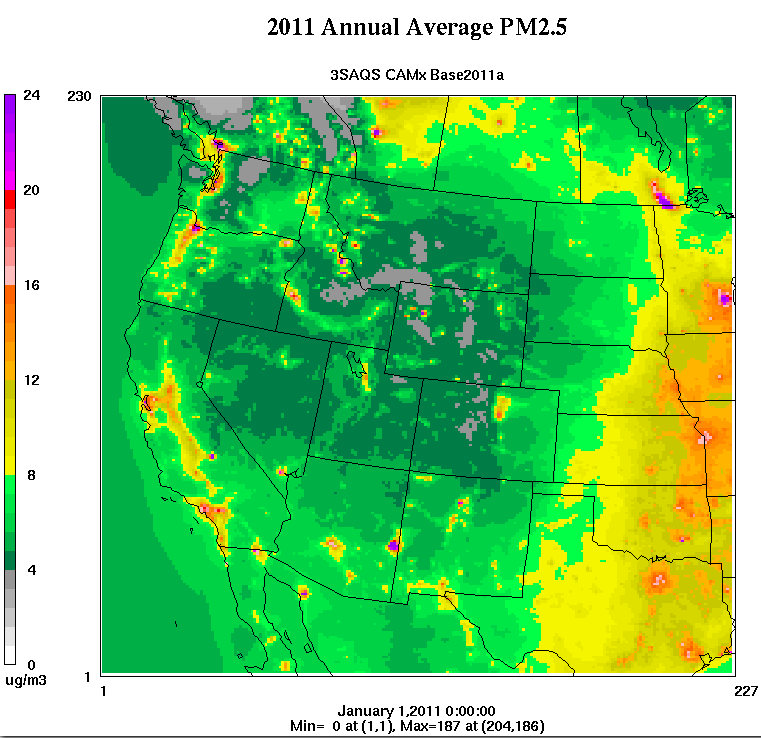 2011 Annual Average PM2.5
3SAQS CAMx Base2011a
24
20
16
12
8
4
0
ug/m3
230
1
1
227
January 1,2011 0:00:00
Min= 0 at (1,1), Max=187 at (204,186)